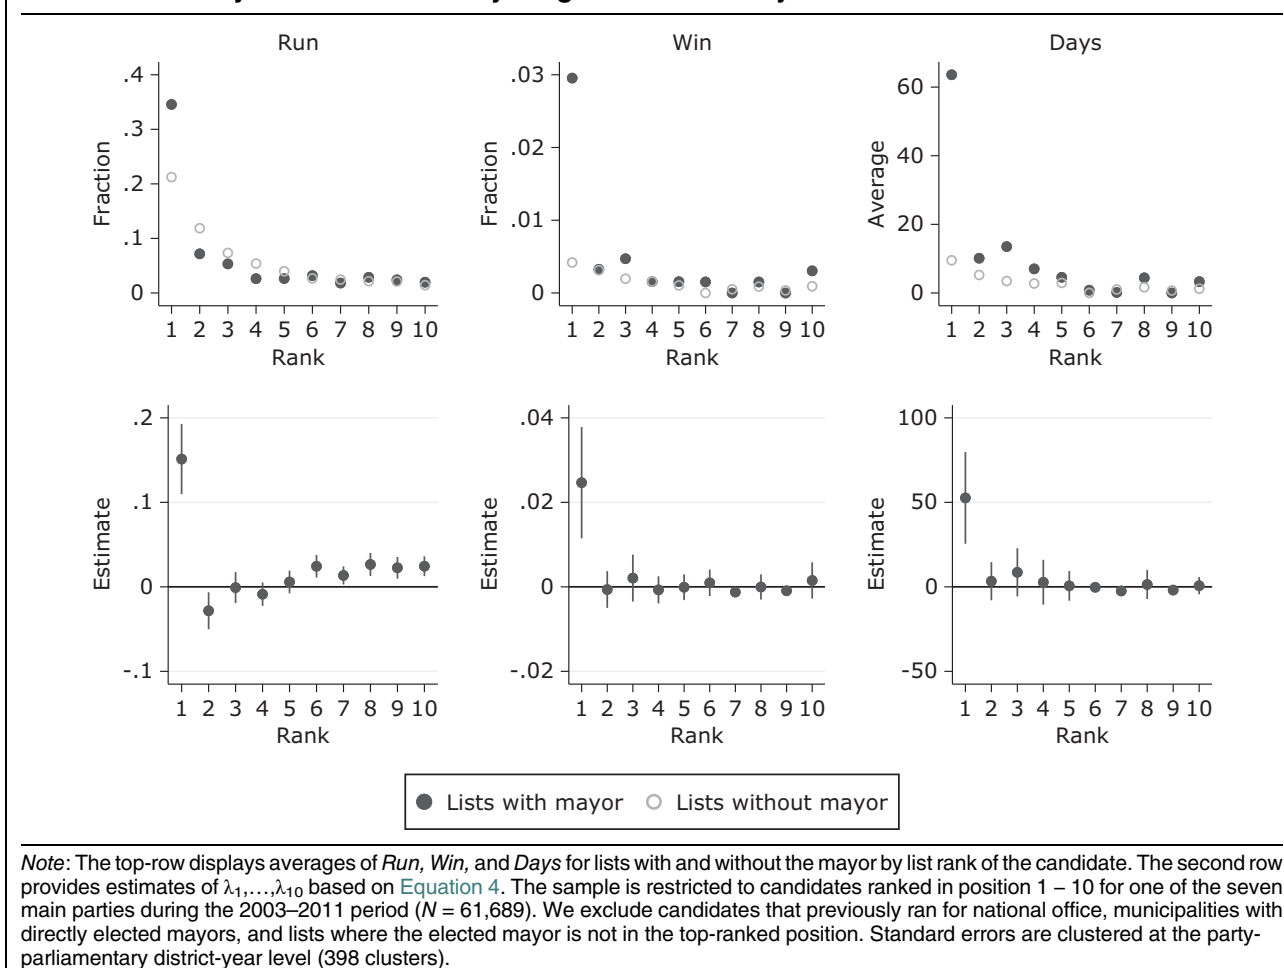 Run
Win
Days
.4
.3
.2
.1
0
Fraction
1 2 3 4 5 6 7 8 9 10
Rank
.03
.02
.01
0
Fraction
1 2 3 4 5 6 7 8 9 10
Rank
60
40
20
0
Average
1 2 3 4 5 6 7 8 9 10
Rank
.2
.1
0
-.1
Estimate
1 2 3 4 5 6 7 8 9 10
Rank
.04
.02
0
-.02
Estimate
1 2 3 4 5 6 7 8 9 10
Rank
100
50
0
-50
Estimate
1 2 3 4 5 6 7 8 9 10
Rank
Lists with mayor
Lists without mayor
Note: The top-row displays averages of Run, Win, and Days for lists with and without the mayor by list rank of the candidate. The second row
provides estimates of λ1,…,λ10 based on Equation 4. The sample is restricted to candidates ranked in position 1 – 10 for one of the seven
main parties during the 2003–2011 period (N = 61,689). We exclude candidates that previously ran for national office, municipalities with
directly elected mayors, and lists where the elected mayor is not in the top-ranked position. Standard errors are clustered at the party-
parliamentary district-year level (398 clusters).